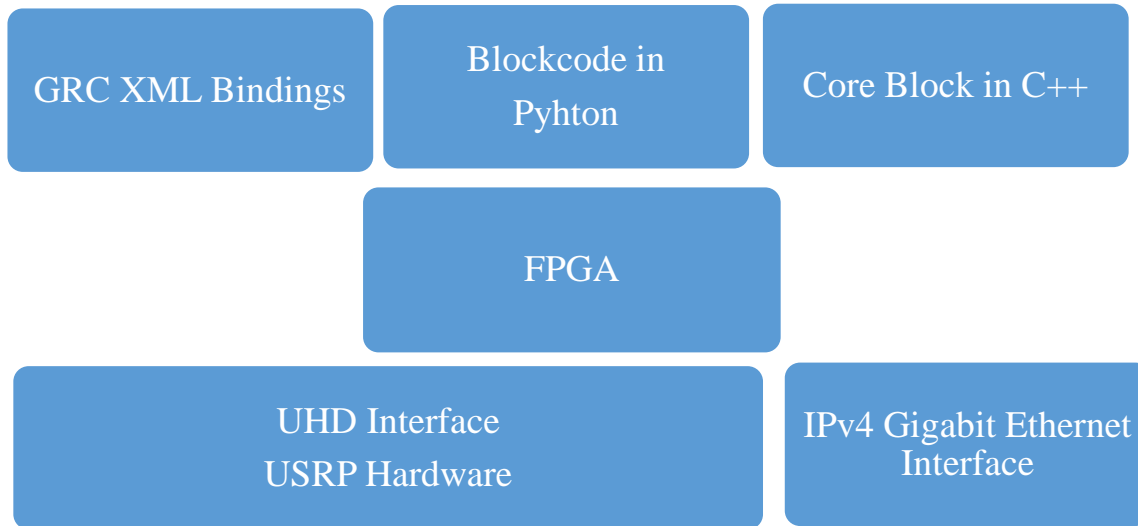 GRC XML Bindings
Blockcode in
Pyhton
Core Block in C++
FPGA
UHD Interface
USRP Hardware
IPv4 Gigabit Ethernet
Interface